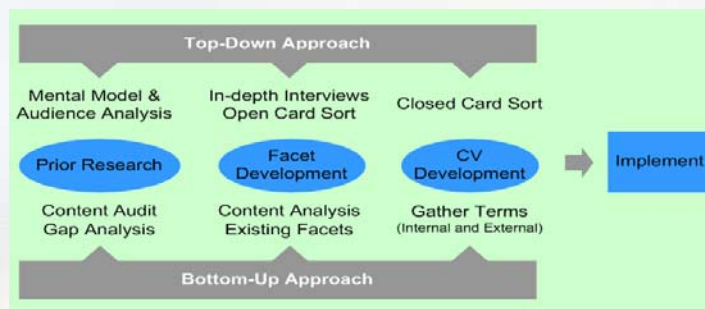 Top-Down Approach
Mental Model &
Audience Analysis
In-depth Interviews
Open Card Sort
Closed Card Sort
Prior Research
Facet
Development
CV
Development
Implement
Content Audit
Gap Analysis
Content Analysis
Existing Facets
Gather Terms
(Internal and External)
Bottom-Up Approach